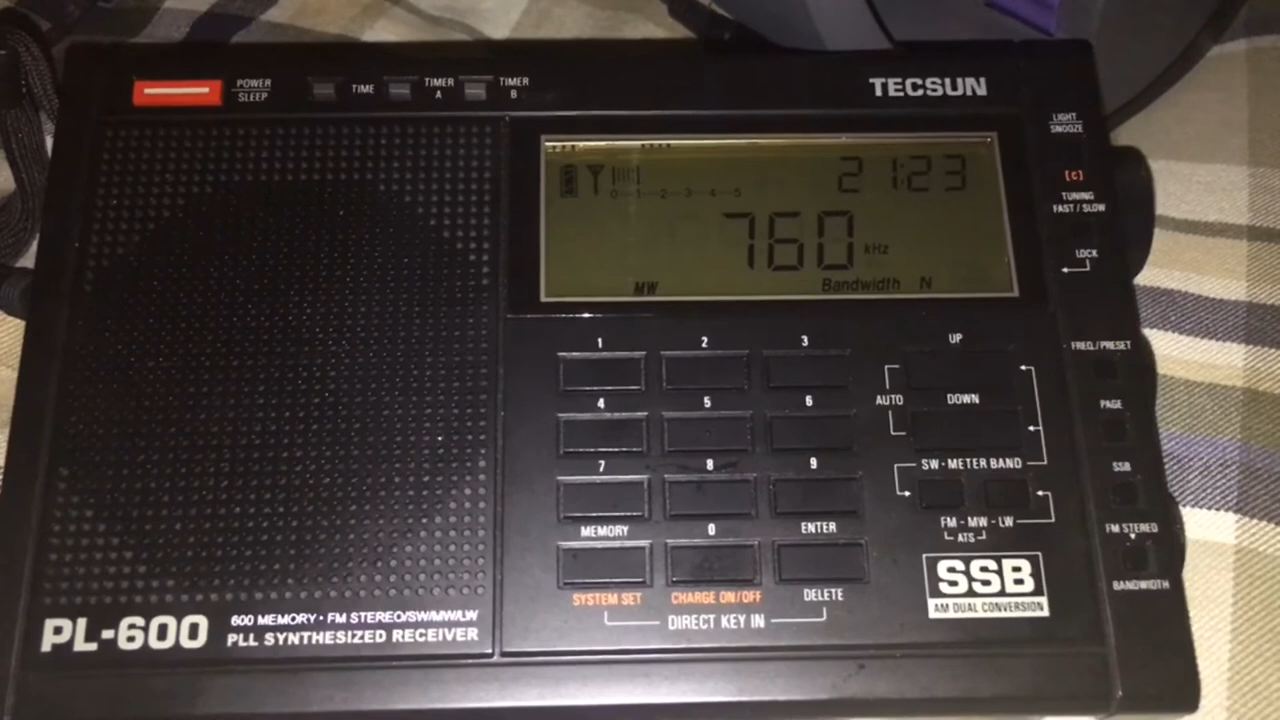 POWER
SLEEP
TIME
TIMER
A
TIMER
B
TECSUN
LIGHT
SNOOZE
[C]
TUNING
FAST / SLOW
LOCK
0-1-2-3-4-5
2 21:23
760 kHz
MW Bandwidth N
1 2 3
4 5 6
7 8 9
MEMORY 0 ENTER
SYSTEM SET CHARGE ON/OFF DELETE
DIRECT KEY IN
UP
AUTO
DOWN
SW-METER BAND
FM - MW - LW
ATS
SSB
AM DUAL CONVERSION
FREQ./PRESET
PAGE
SSB
FM STEREO
BANDWIDTH
PL-600
600 MEMORY · FM STEREO/SW/MW/LW
PLL SYNTHESIZED RECEIVER